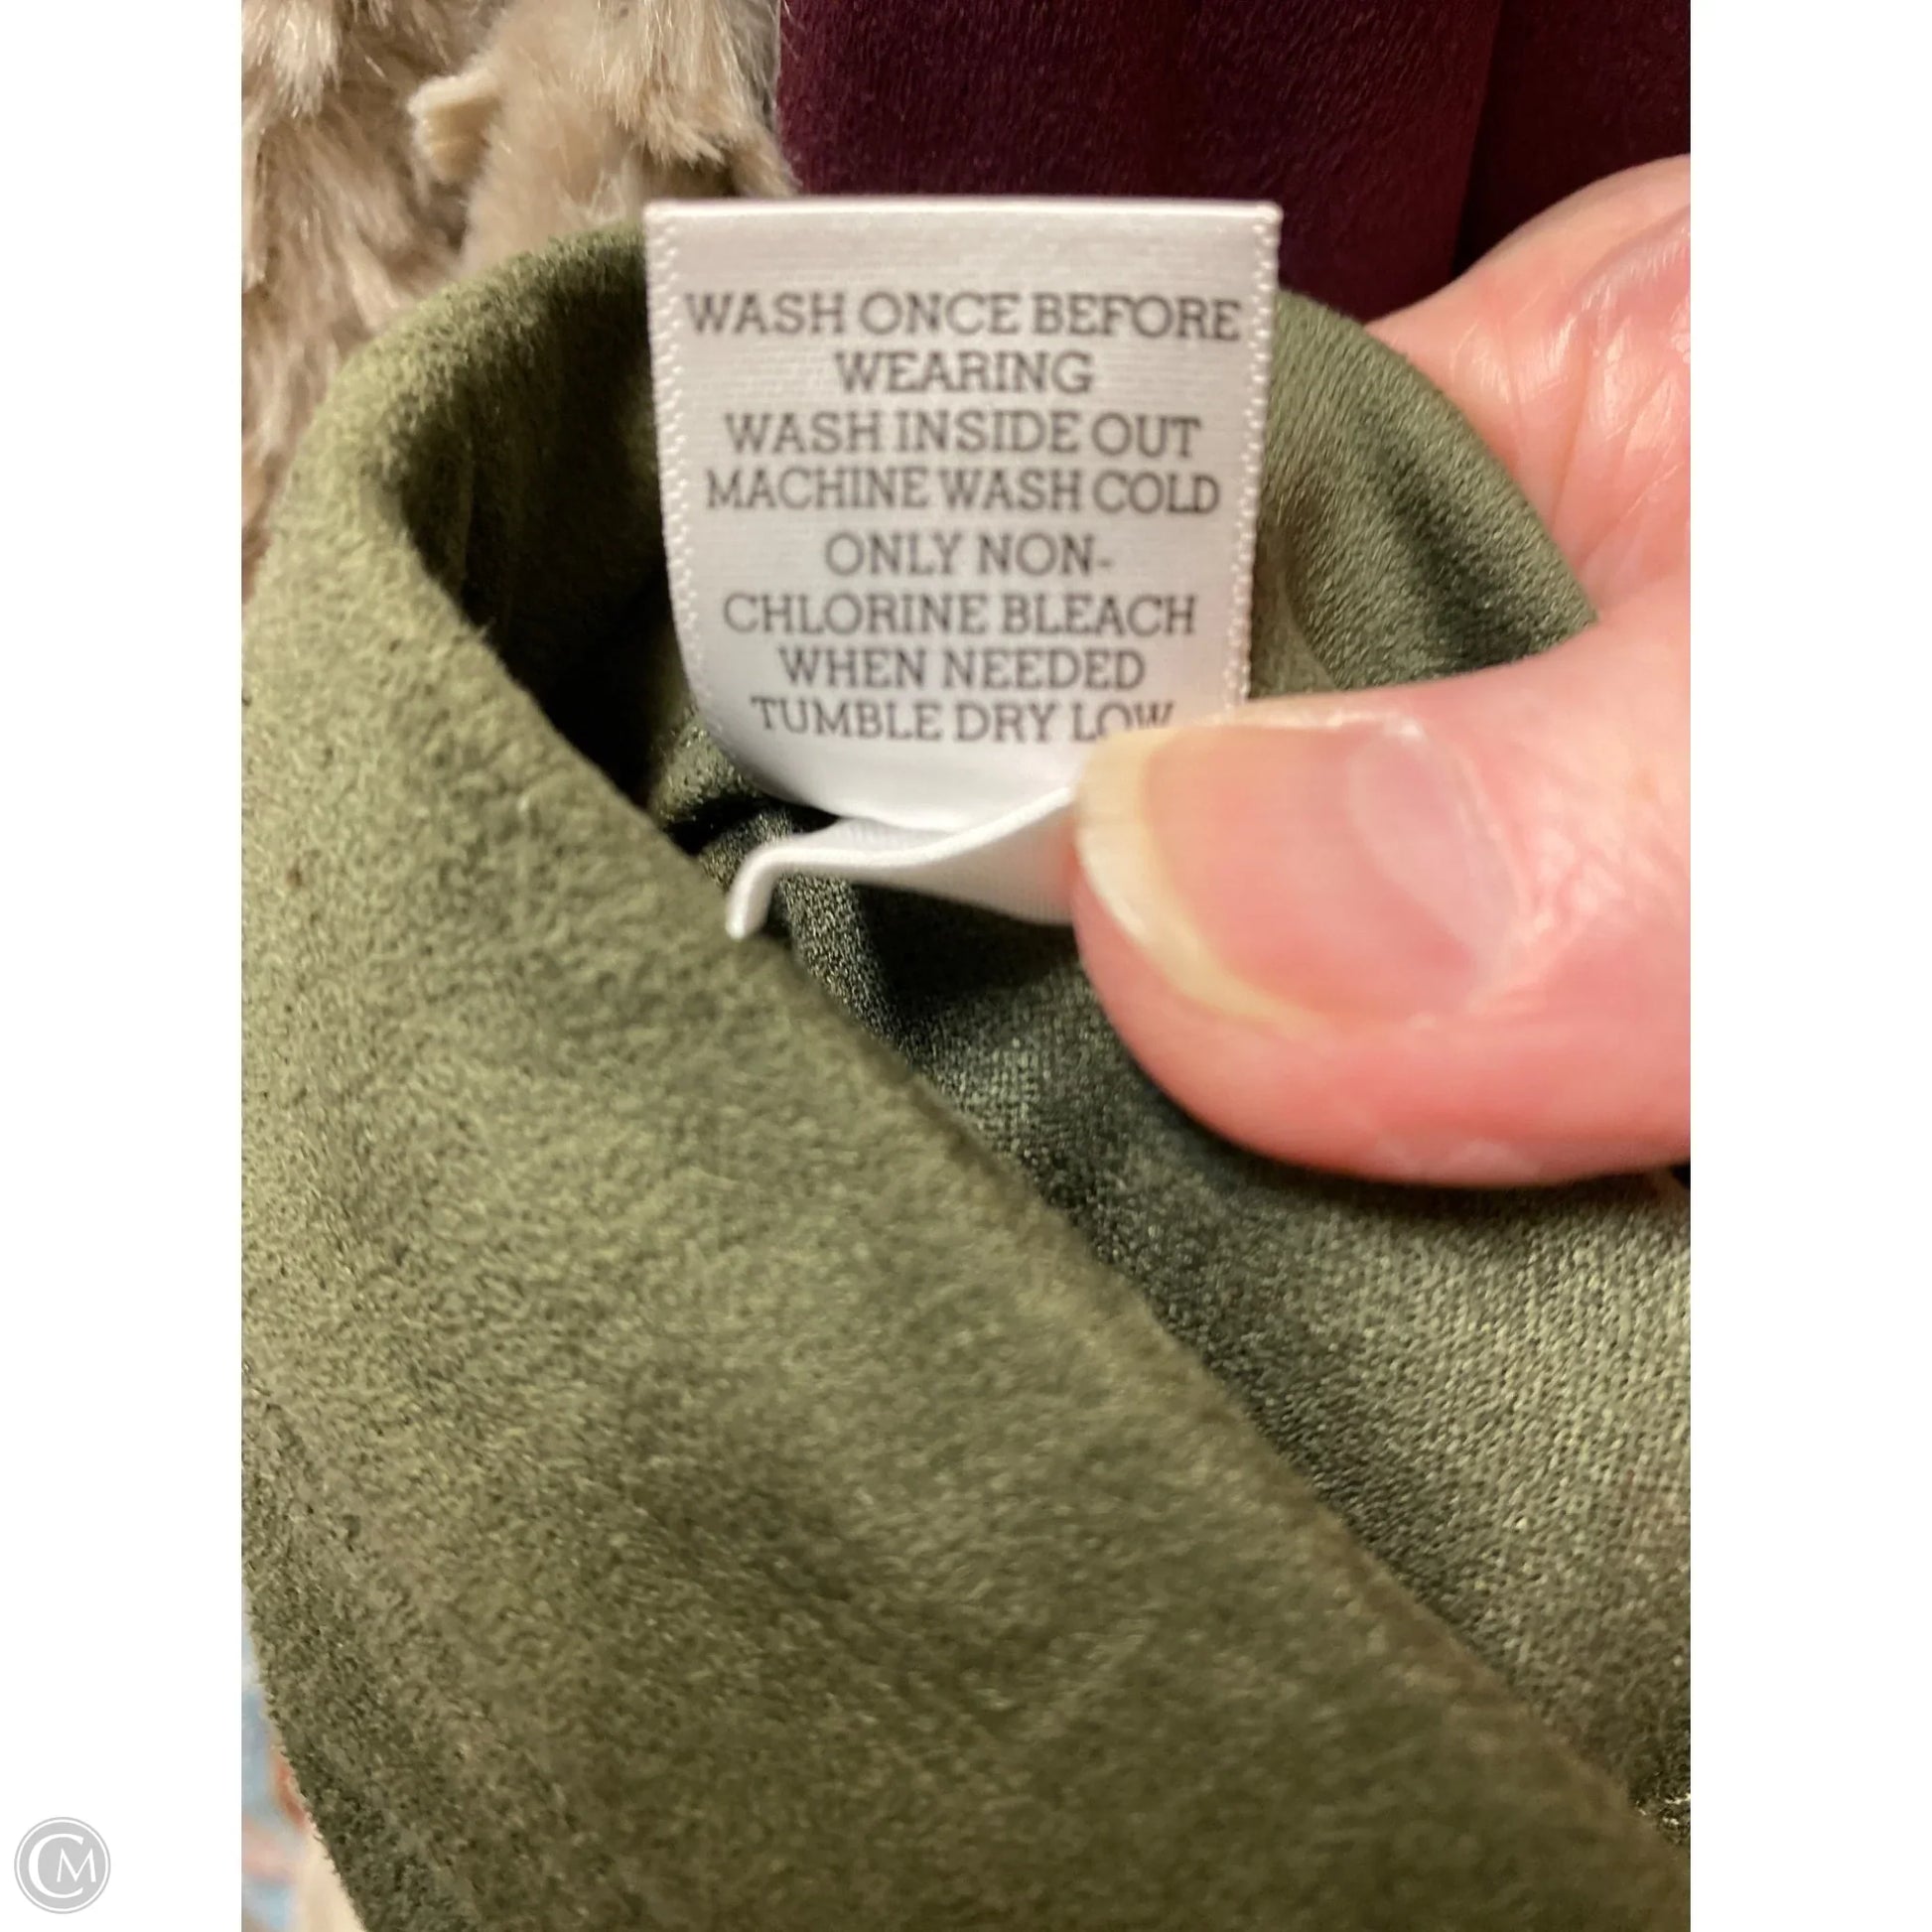 WASH ONCE BEFORE
WEARING
WASH INSIDE OUT
MACHINE WASH COLD
ONLY NON-
CHLORINE BLEACH
WHEN NEEDED
TUMBLE DRY LOW
CM